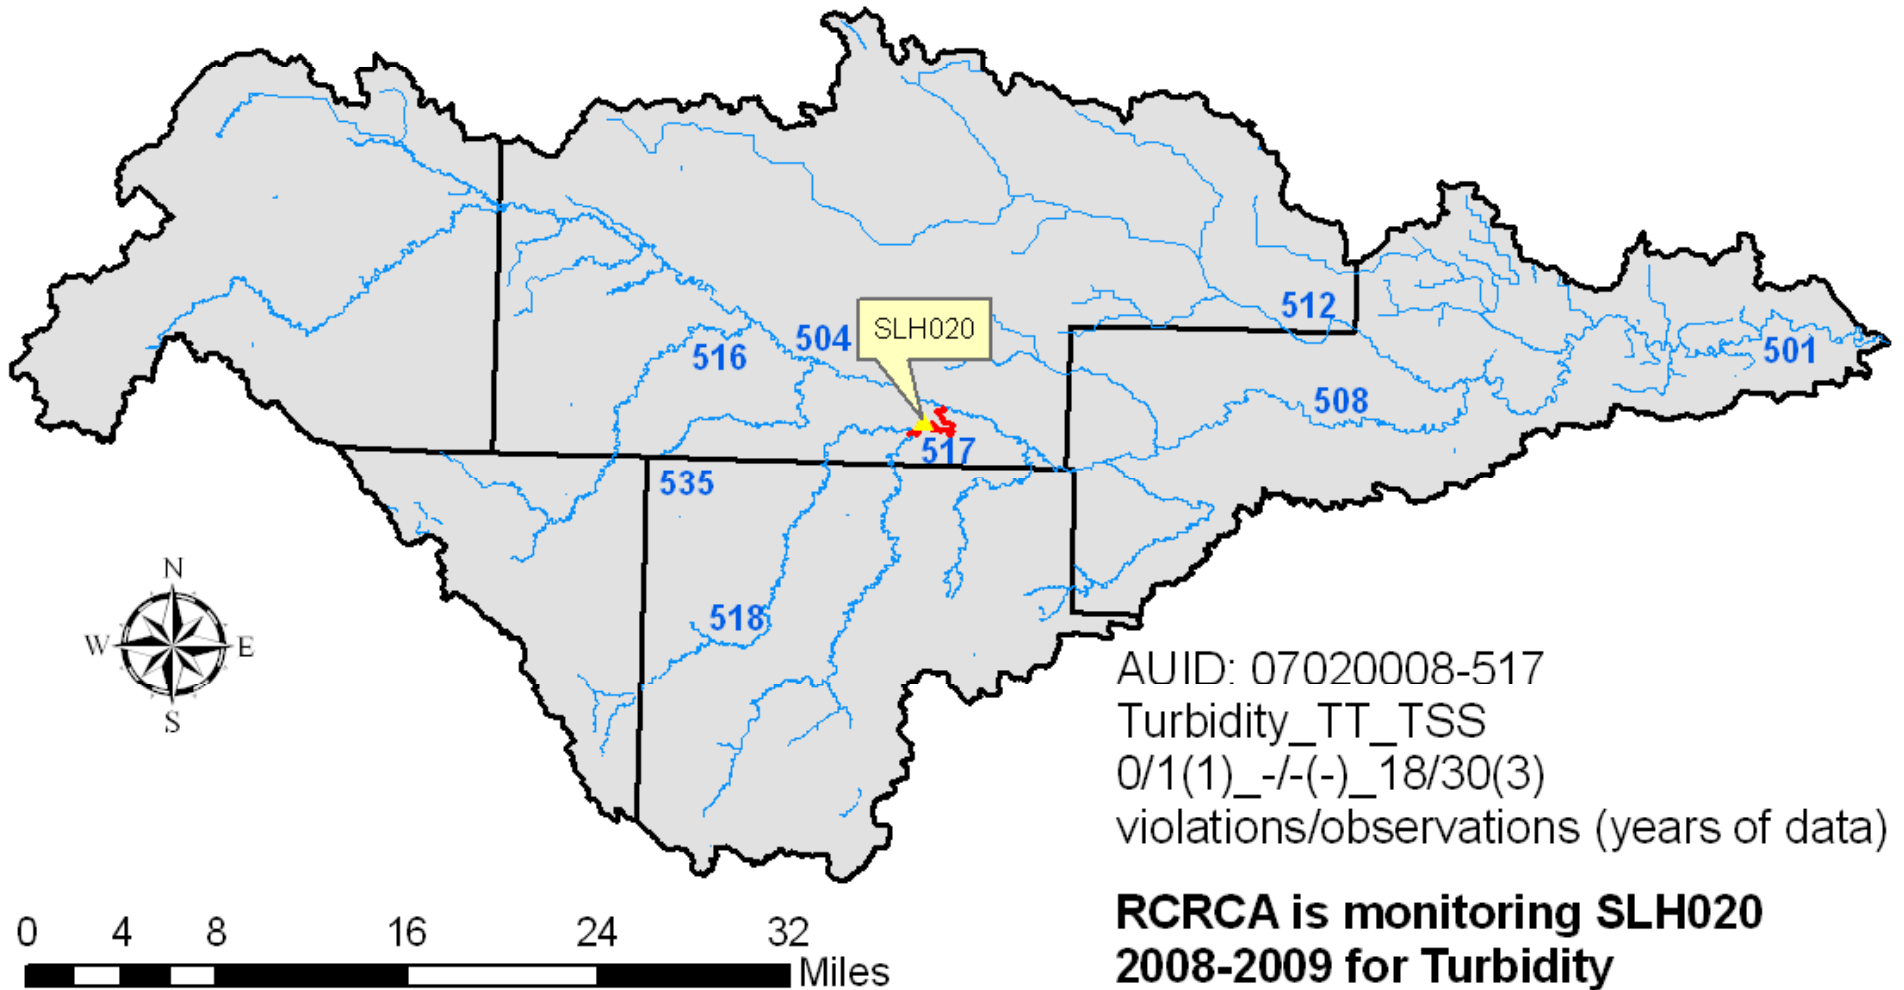 SLH020
504
516
512
501
508
517
535
518
N
W E
S
AUID: 07020008-517
Turbidity_TT_TSS
0/1(1)_-/-(-)_18/30(3)
violations/observations (years of data)
RCRCA is monitoring SLH020
2008-2009 for Turbidity
0 4 8 16 24 32
Miles